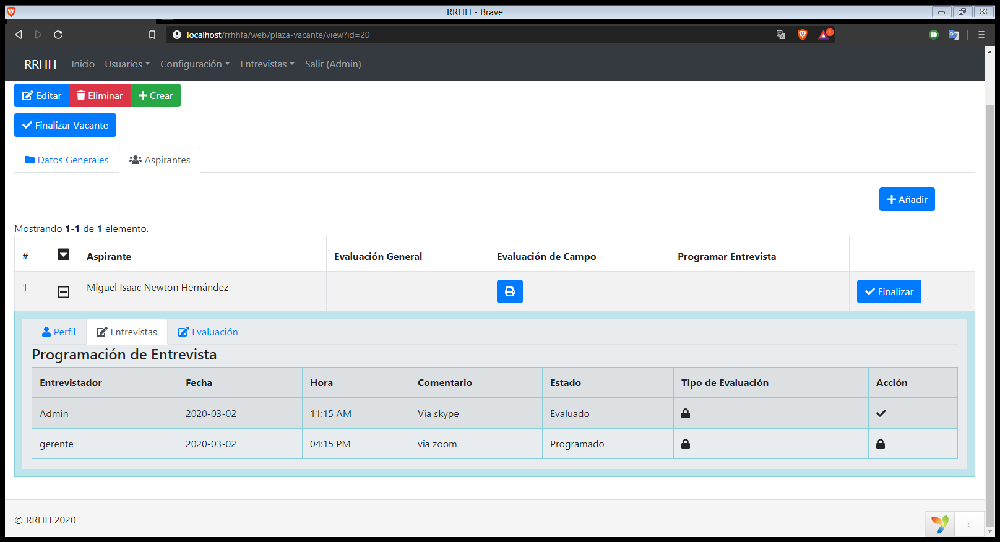 RRHH - Brave
localhost/rrhhfa/web/plaza-vacante/view?id=20
1
RRHH Inicio Usuarios Configuración Entrevistas Salir (Admin)
Editar Eliminar Crear
Finalizar Vacante
Datos Generales Aspirantes
Añadir
Mostrando 1-1 de 1 elemento.
# Aspirante Evaluación General Evaluación de Campo Programar Entrevista
1 Miguel Isaac Newton Hernández Finalizar
Perfil Entrevistas Evaluación
Programación de Entrevista
Entrevistador Fecha Hora Comentario Estado Tipo de Evaluación Acción
Admin 2020-03-02 11:15 AM Via skype Evaluado
gerente 2020-03-02 04:15 PM via zoom Programado
© RRHH 2020